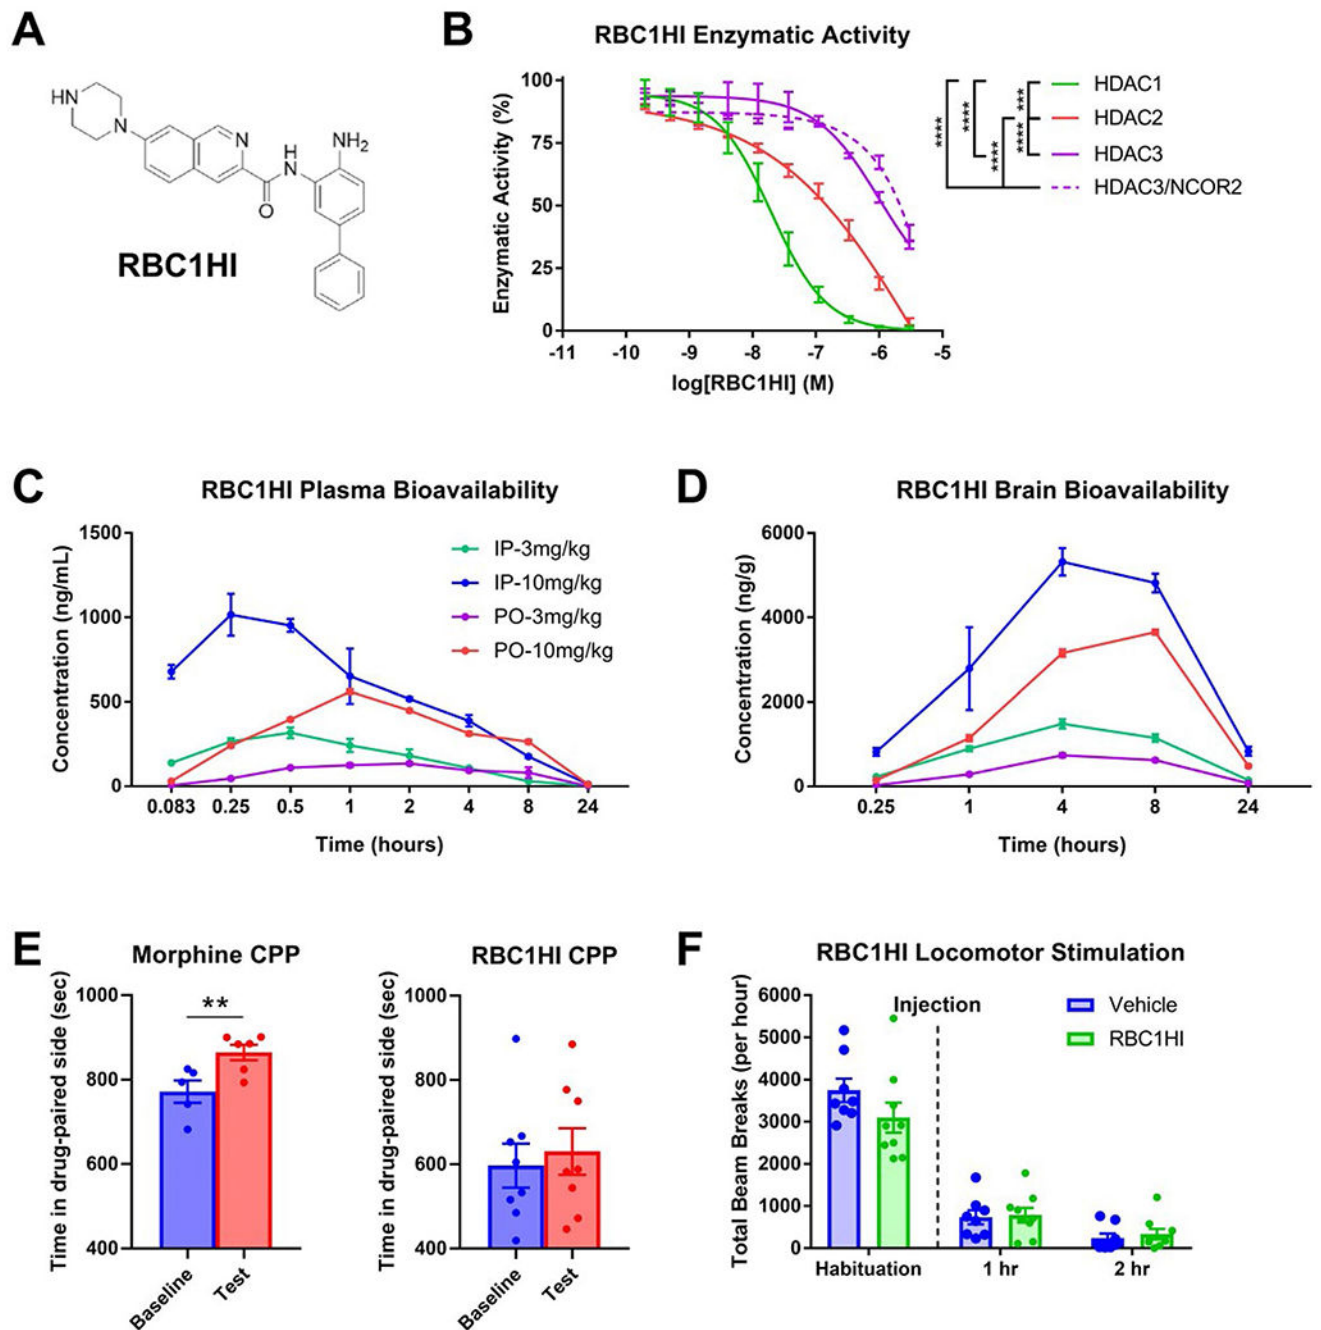 A
HN
N
N
H
N
O
NH2
RBC1HI
B
RBC1HI Enzymatic Activity
Enzymatic Activity (%)
100
75
50
25
0
-11 -10 -9 -8 -7 -6 -5
log[RBC1HI] (M)
**** **** **** *** ****
HDAC1
HDAC2
HDAC3
HDAC3/NCOR2
C
RBC1HI Plasma Bioavailability
Concentration (ng/mL)
1500
1000
500
0
0.083 0.25 0.5 1 2 4 8 24
Time (hours)
IP-3mg/kg
IP-10mg/kg
PO-3mg/kg
PO-10mg/kg
D
RBC1HI Brain Bioavailability
Concentration (ng/g)
6000
4000
2000
0
0.25 1 4 8 24
Time (hours)
E
Morphine CPP
Time in drug-paired side (sec)
1000
800
600
400
**
Baseline Test
RBC1HI CPP
Time in drug-paired side (sec)
1000
800
600
400
Baseline Test
F
RBC1HI Locomotor Stimulation
Total Beam Breaks (per hour)
6000
5000
4000
3000
2000
1000
0
Injection
Vehicle
RBC1HI
Habituation 1 hr 2 hr